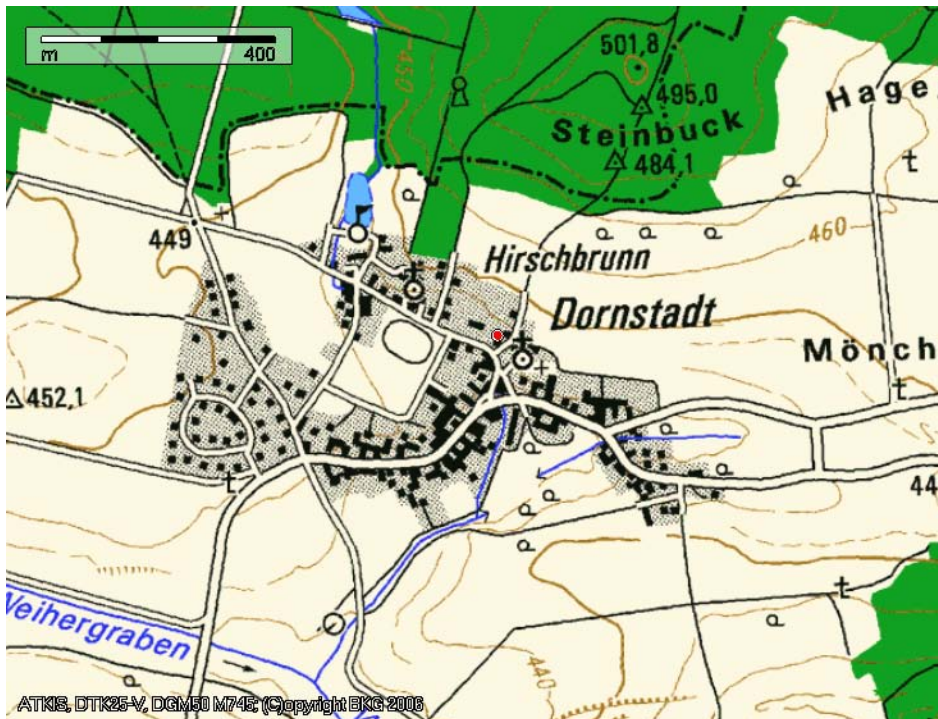 m 400
450
501,8
495,0
Steinbuck
484,1
Hage
449
460
Hirschbrunn
Dornstadt
Mönch
452,1
44
Weihergraben
440
ATKIS, DTK25-V, DGM50 M745, (C)opyright BKG 2006